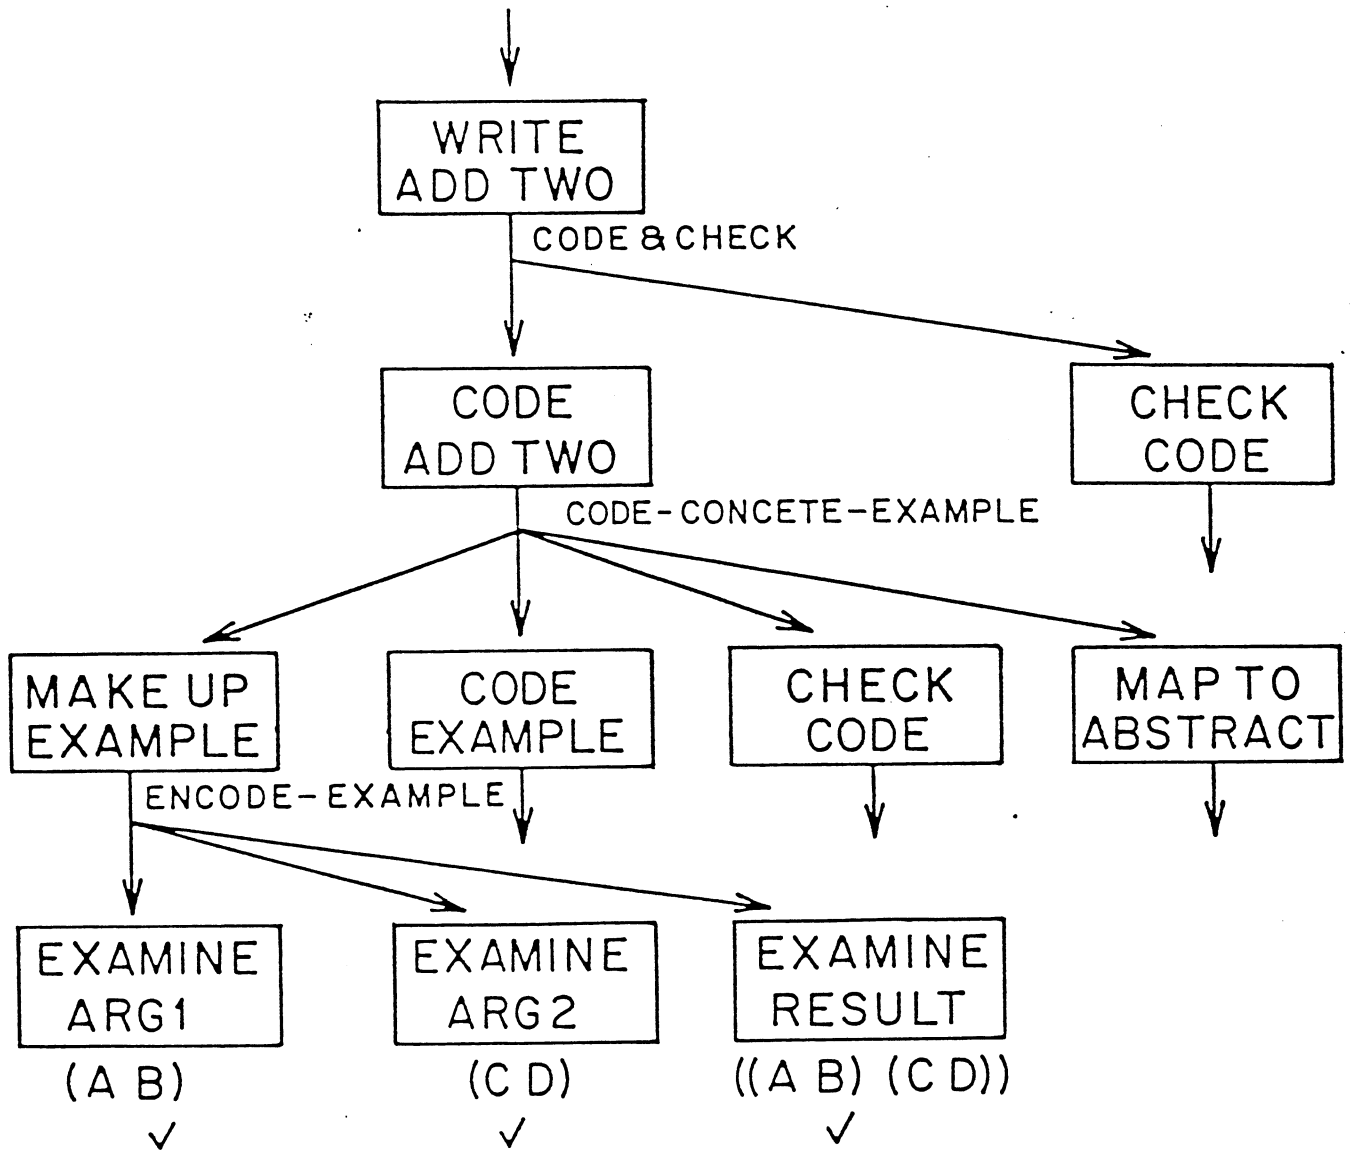 WRITE
ADD TWO
CODE & CHECK
CODE
ADD TWO
CHECK
CODE
CODE-CONCETE-EXAMPLE
MAKE UP
EXAMPLE
CODE
EXAMPLE
CHECK
CODE
MAP TO
ABSTRACT
ENCODE-EXAMPLE
EXAMINE
ARG1
EXAMINE
ARG2
EXAMINE
RESULT
(A B)
(C D)
((A B) (C D))